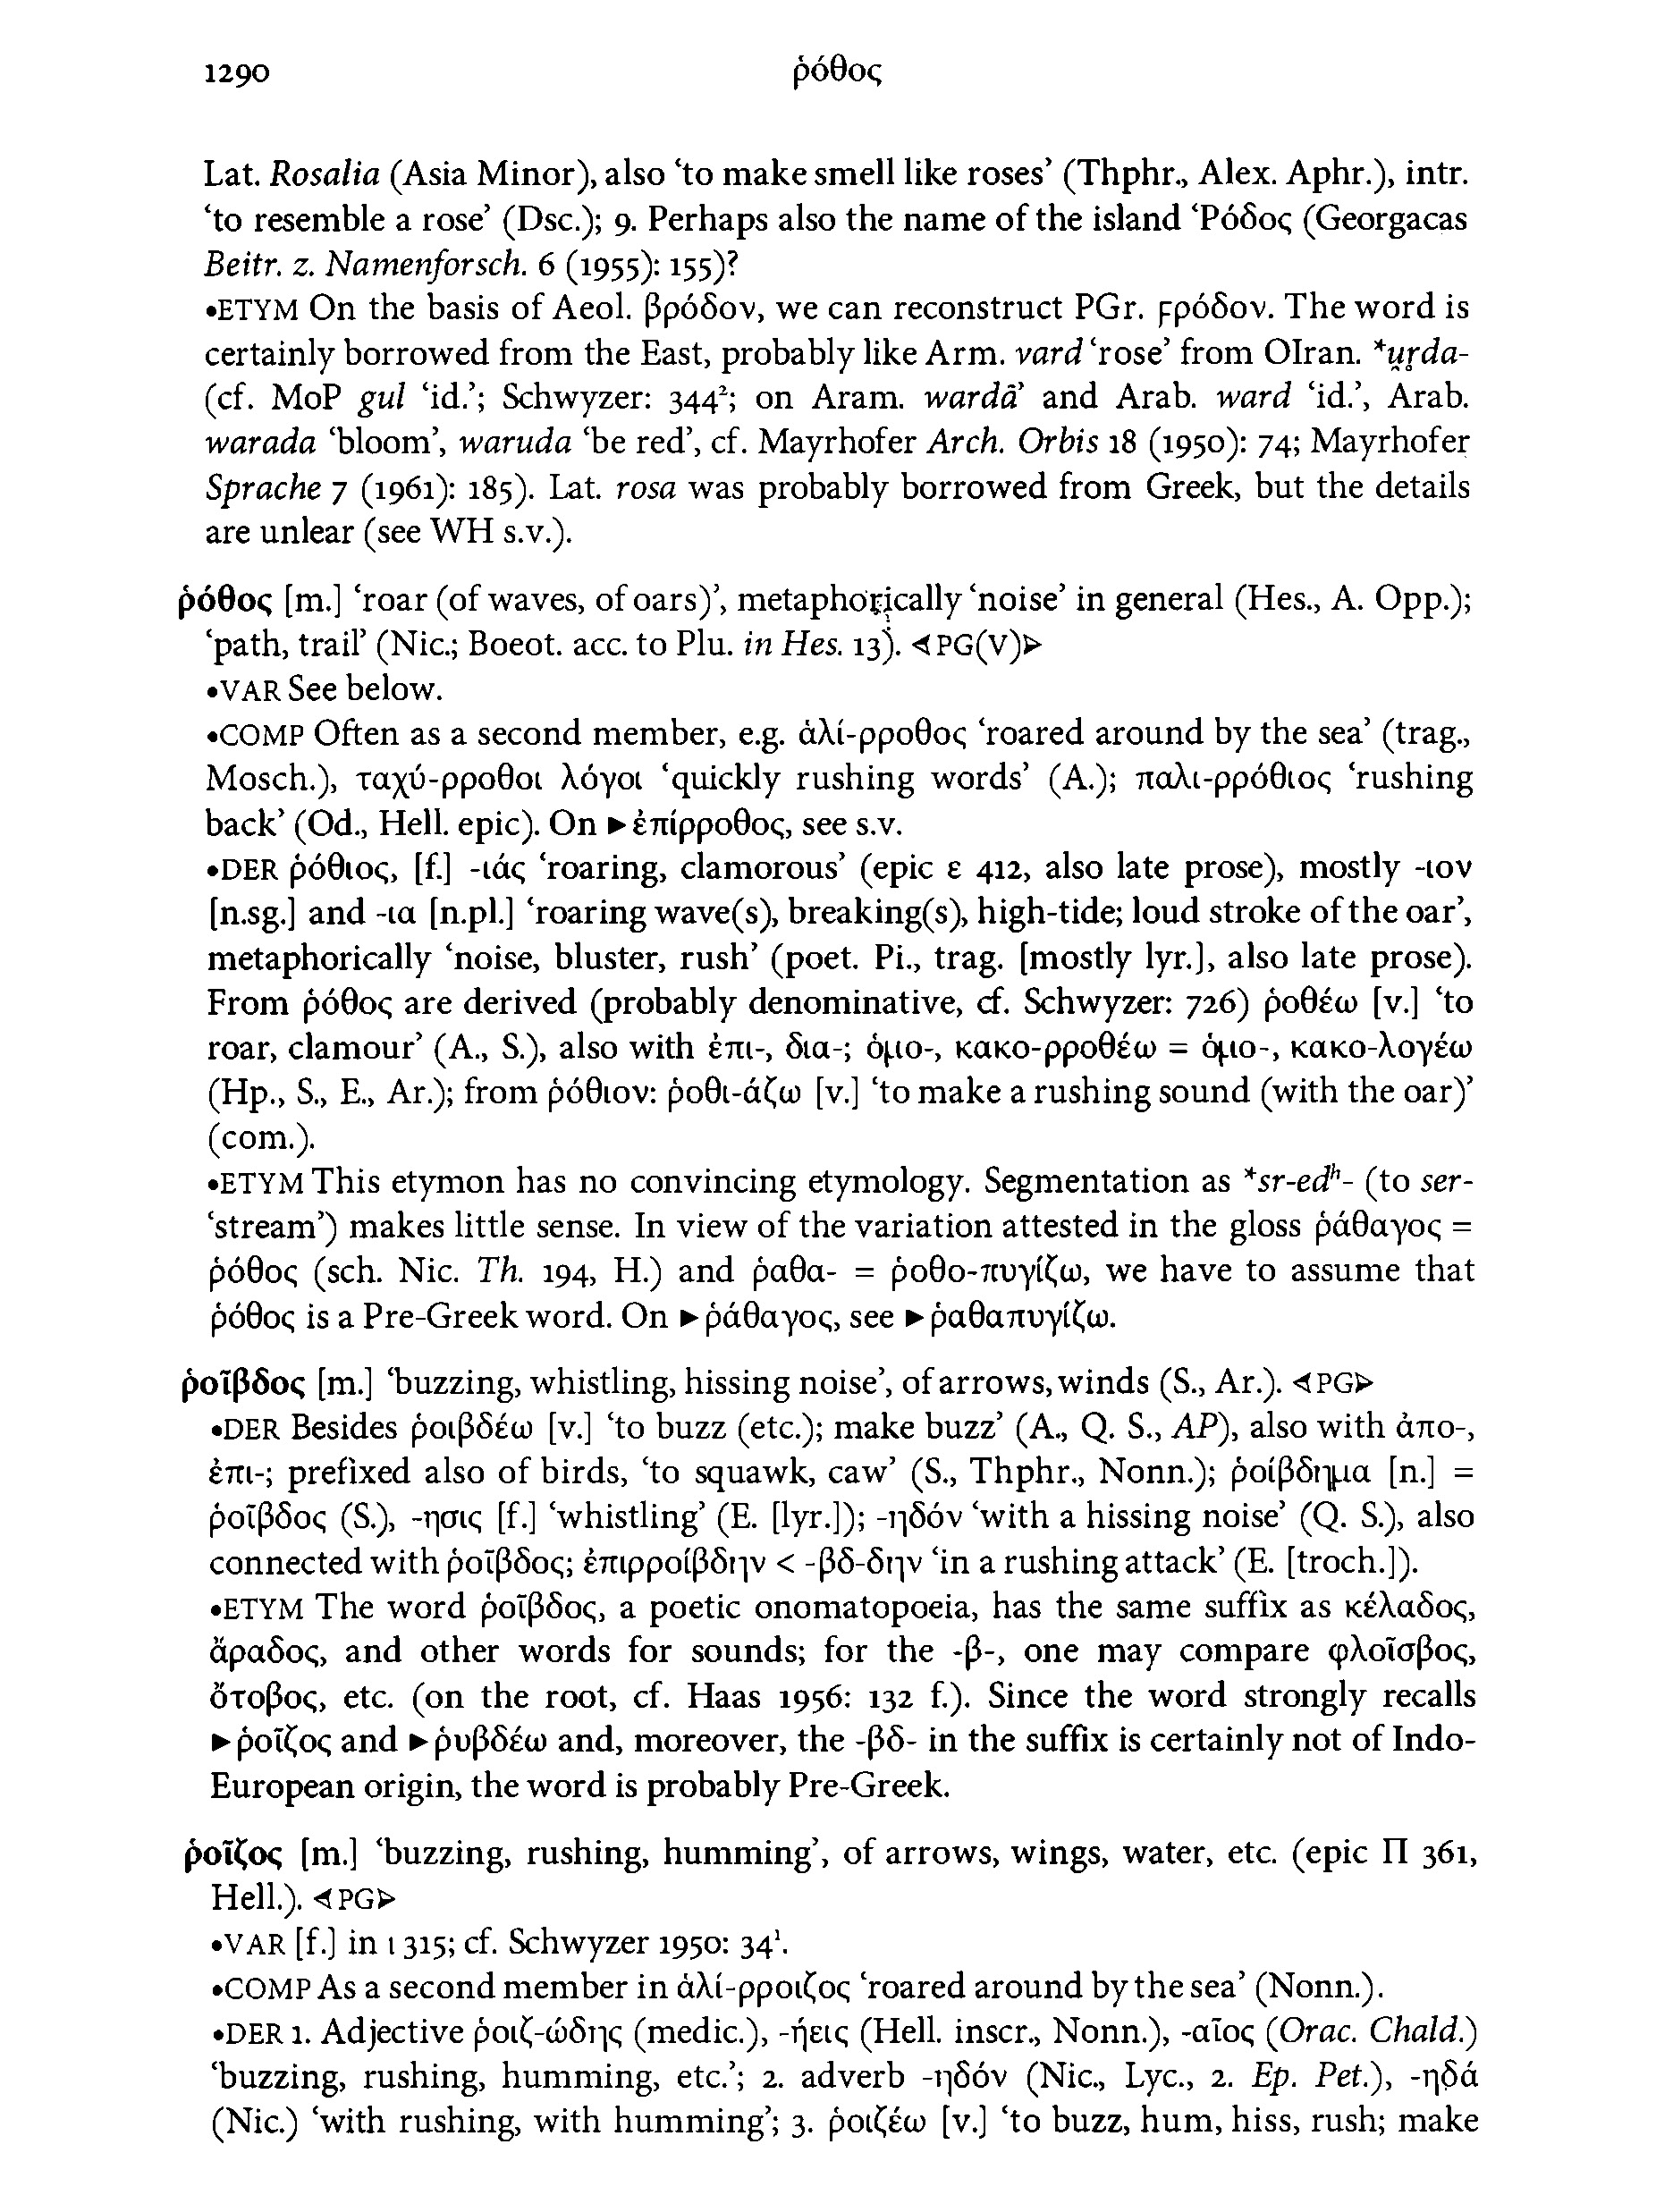 1290
ῥόθος
Lat. Rosalia (Asia Minor), also ‘to make smell like roses’ (Thphr., Alex. Aphr.), intr.
‘to resemble a rose’ (Dsc.); 9. Perhaps also the name of the island ‘Ρόδος (Georgacas
Beitr. z. Namenforsch. 6 (1955): 155)?
•ETYM On the basis of Aeol. βρόδον, we can reconstruct PGr. ϝρόδον. The word is
certainly borrowed from the East, probably like Arm. vard ‘rose’ from OIran. *u̯r̥da-
(cf. MoP gul ‘id.’; Schwyzer: 344²; on Aram. wardā’ and Arab. ward ‘id.’, Arab.
warada ‘bloom’, waruda ‘be red’, cf. Mayrhofer Arch. Orbis 18 (1950): 74; Mayrhofer
Sprache 7 (1961): 185). Lat. rosa was probably borrowed from Greek, but the details
are unlear (see WH s.v.).
ῥόθος [m.] ‘roar (of waves, of oars)’, metaphorically ‘noise’ in general (Hes., A. Opp.);
‘path, trail’ (Nic.; Boeot. acc. to Plu. in Hes. 13). ◁PG(V)▷
•VAR See below.
•COMP Often as a second member, e.g. ἁλί-ρροθος ‘roared around by the sea’ (trag.,
Mosch.), ταχύ-ρροθοι λόγοι ‘quickly rushing words’ (A.); παλι-ρρόθιος ‘rushing
back’ (Od., Hell. epic). On ►ἐπίρροθος, see s.v.
•DER ῥόθιος, [f.] -ιάς ‘roaring, clamorous’ (epic ε 412, also late prose), mostly -ιον
[n.sg.] and -ια [n.pl.] ‘roaring wave(s), breaking(s), high-tide; loud stroke of the oar’,
metaphorically ‘noise, bluster, rush’ (poet. Pi., trag. [mostly lyr.], also late prose).
From ῥόθος are derived (probably denominative, cf. Schwyzer: 726) ῥοθέω [v.] ‘to
roar, clamour’ (A., S.), also with ἐπι-, δια-; ὁμο-, κακο-ρροθέω = ὁμο-, κακο-λογέω
(Hp., S., E., Ar.); from ῥόθιον: ῥοθι-άζω [v.] ‘to make a rushing sound (with the oar)’
(com.).
•ETYM This etymon has no convincing etymology. Segmentation as *sr-edʰ- (to ser-
‘stream’) makes little sense. In view of the variation attested in the gloss ῥάθαγος =
ῥόθος (sch. Nic. Th. 194, H.) and ῥαθα- = ῥοθο-πυγίζω, we have to assume that
ῥόθος is a Pre-Greek word. On ►ῥάθαγος, see ►ῥαθαπυγίζω.
ῥοῖβδος [m.] ‘buzzing, whistling, hissing noise’, of arrows, winds (S., Ar.). ◁PG▷
•DER Besides ῥοιβδέω [v.] ‘to buzz (etc.); make buzz’ (A., Q. S., AP), also with ἀπο-,
ἐπι-; prefixed also of birds, ‘to squawk, caw’ (S., Thphr., Nonn.); ῥοίβδημα [n.] =
ῥοῖβδος (S.), -ησις [f.] ‘whistling’ (E. [lyr.]); -ηδόν ‘with a hissing noise’ (Q. S.), also
connected with ῥοῖβδος; ἐπιρροίβδην < -βδ-δην ‘in a rushing attack’ (E. [troch.]).
•ETYM The word ῥοῖβδος, a poetic onomatopoeia, has the same suffix as κέλαδος,
ἄραδος, and other words for sounds; for the -β-, one may compare φλοῖσβος,
ὄτοβος, etc. (on the root, cf. Haas 1956: 132 f.). Since the word strongly recalls
►ῥοῖζος and ►ῥυβδέω and, moreover, the -βδ- in the suffix is certainly not of Indo-
European origin, the word is probably Pre-Greek.
ῥοῖζος [m.] ‘buzzing, rushing, humming’, of arrows, wings, water, etc. (epic Π 361,
Hell.). ◁PG▷
•VAR [f.] in ι 315; cf. Schwyzer 1950: 34¹.
•COMP As a second member in ἁλί-ρροιζος ‘roared around by the sea’ (Nonn.).
•DER 1. Adjective ῥοιζ-ώδης (medic.), -ήεις (Hell. inscr., Nonn.), -αῖος (Orac. Chald.)
‘buzzing, rushing, humming, etc.’; 2. adverb -ηδόν (Nic., Lyc., 2. Ep. Pet.), -ηδά
(Nic.) ‘with rushing, with humming’; 3. ῥοιζέω [v.] ‘to buzz, hum, hiss, rush; make